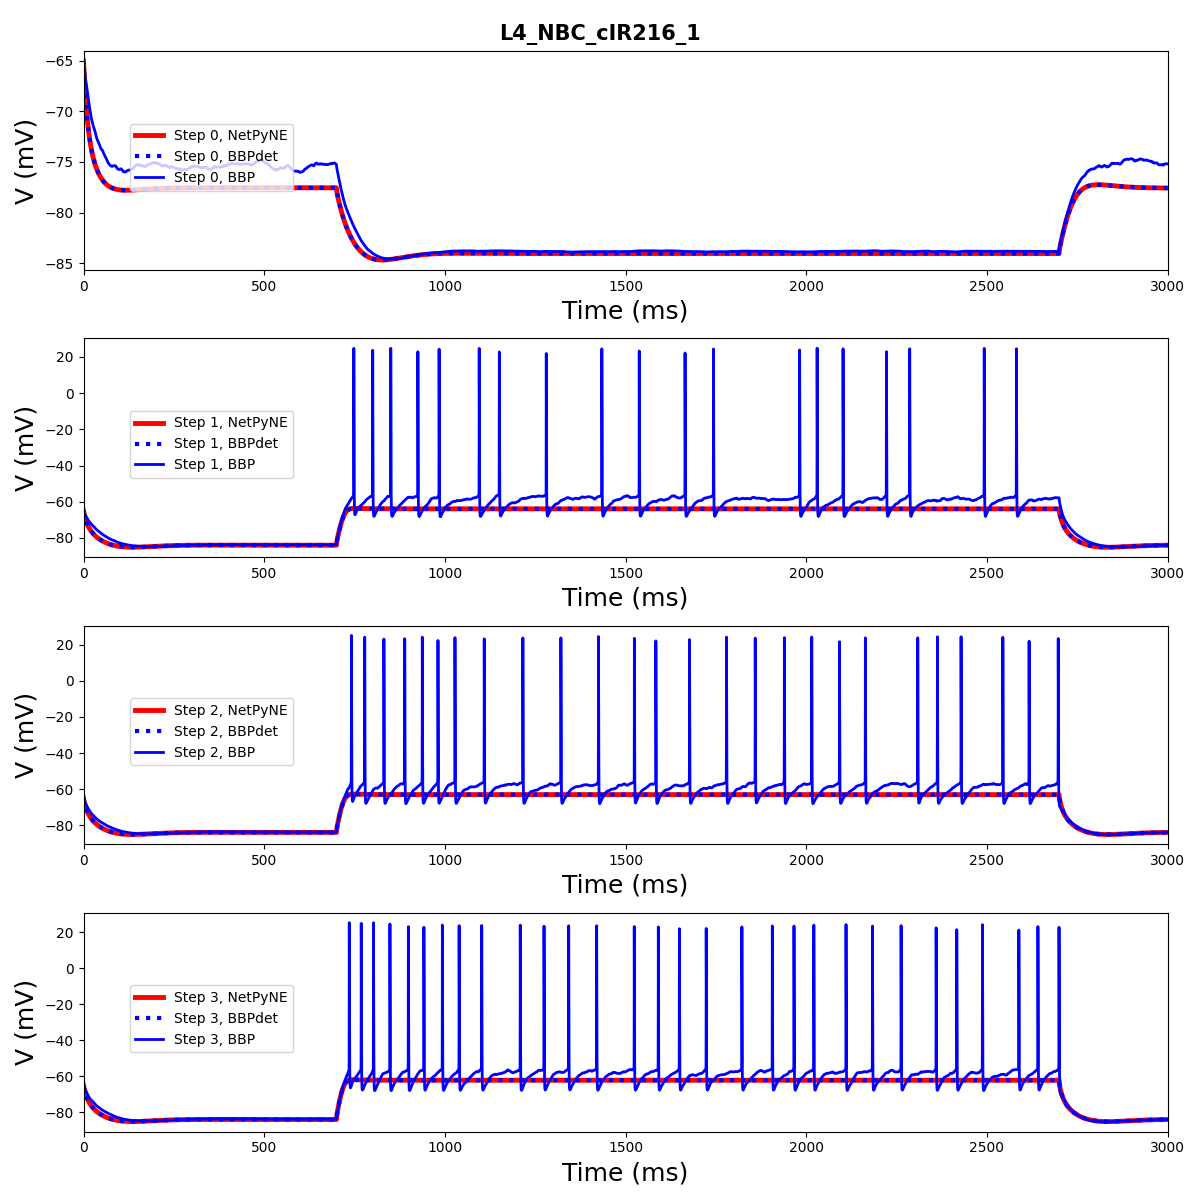 L4_NBC_cIR216_1
−65
−70
−75
−80
−85
V (mV)
Step 0, NetPyNE
Step 0, BBPdet
Step 0, BBP
0 500 1000 1500 2000 2500 3000
Time (ms)
20
0
−20
−40
−60
−80
V (mV)
Step 1, NetPyNE
Step 1, BBPdet
Step 1, BBP
0 500 1000 1500 2000 2500 3000
Time (ms)
20
0
−20
−40
−60
−80
V (mV)
Step 2, NetPyNE
Step 2, BBPdet
Step 2, BBP
0 500 1000 1500 2000 2500 3000
Time (ms)
20
0
−20
−40
−60
−80
V (mV)
Step 3, NetPyNE
Step 3, BBPdet
Step 3, BBP
0 500 1000 1500 2000 2500 3000
Time (ms)